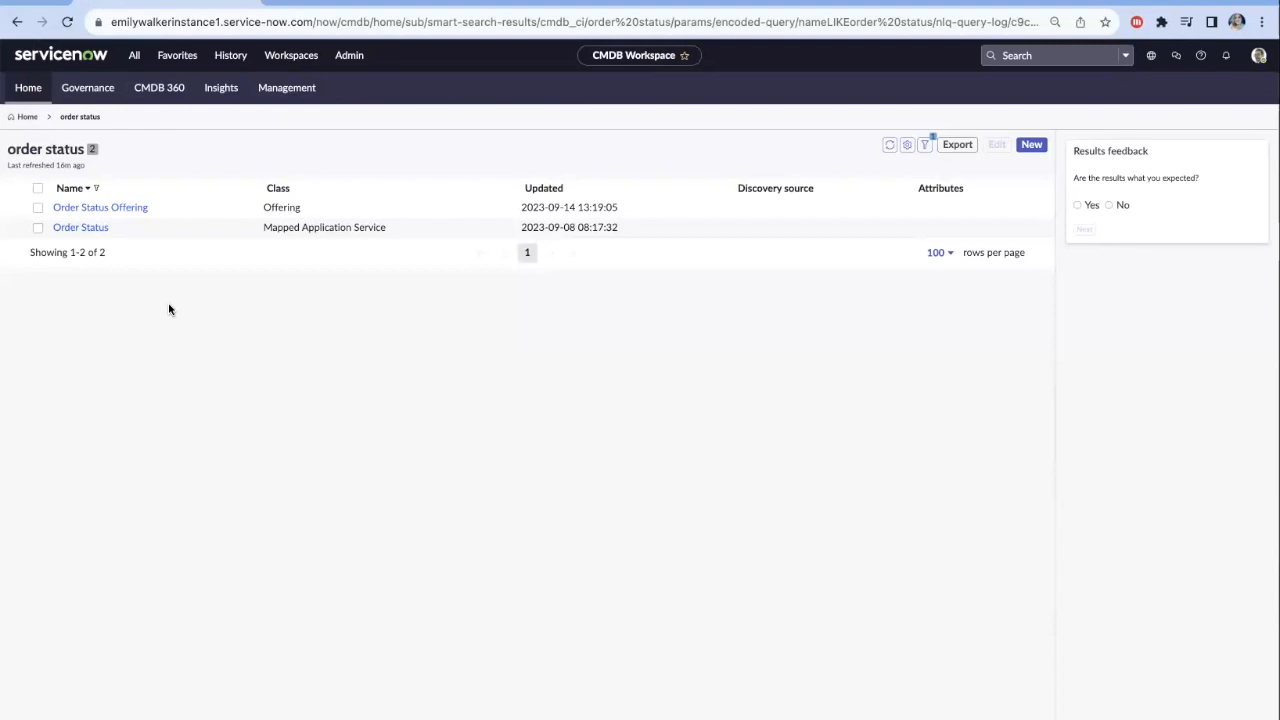 emilywalkerinstance1.service-now.com/now/cmdb/home/sub/smart-search-results/cmdb_ci/order%20status/params/encoded-query/nameLIKEorder%20status/nlq-query-log/c9c...
servicenow All Favorites History Workspaces Admin CMDB Workspace Search
Home Governance CMDB 360 Insights Management
Home > order status
order status 2
Last refreshed 16m ago
1
Export Edit New
Name Class Updated Discovery source Attributes
Order Status Offering Offering 2023-09-14 13:19:05
Order Status Mapped Application Service 2023-09-08 08:17:32
Showing 1-2 of 2 1 100 rows per page
Results feedback
Are the results what you expected?
Yes No
Next